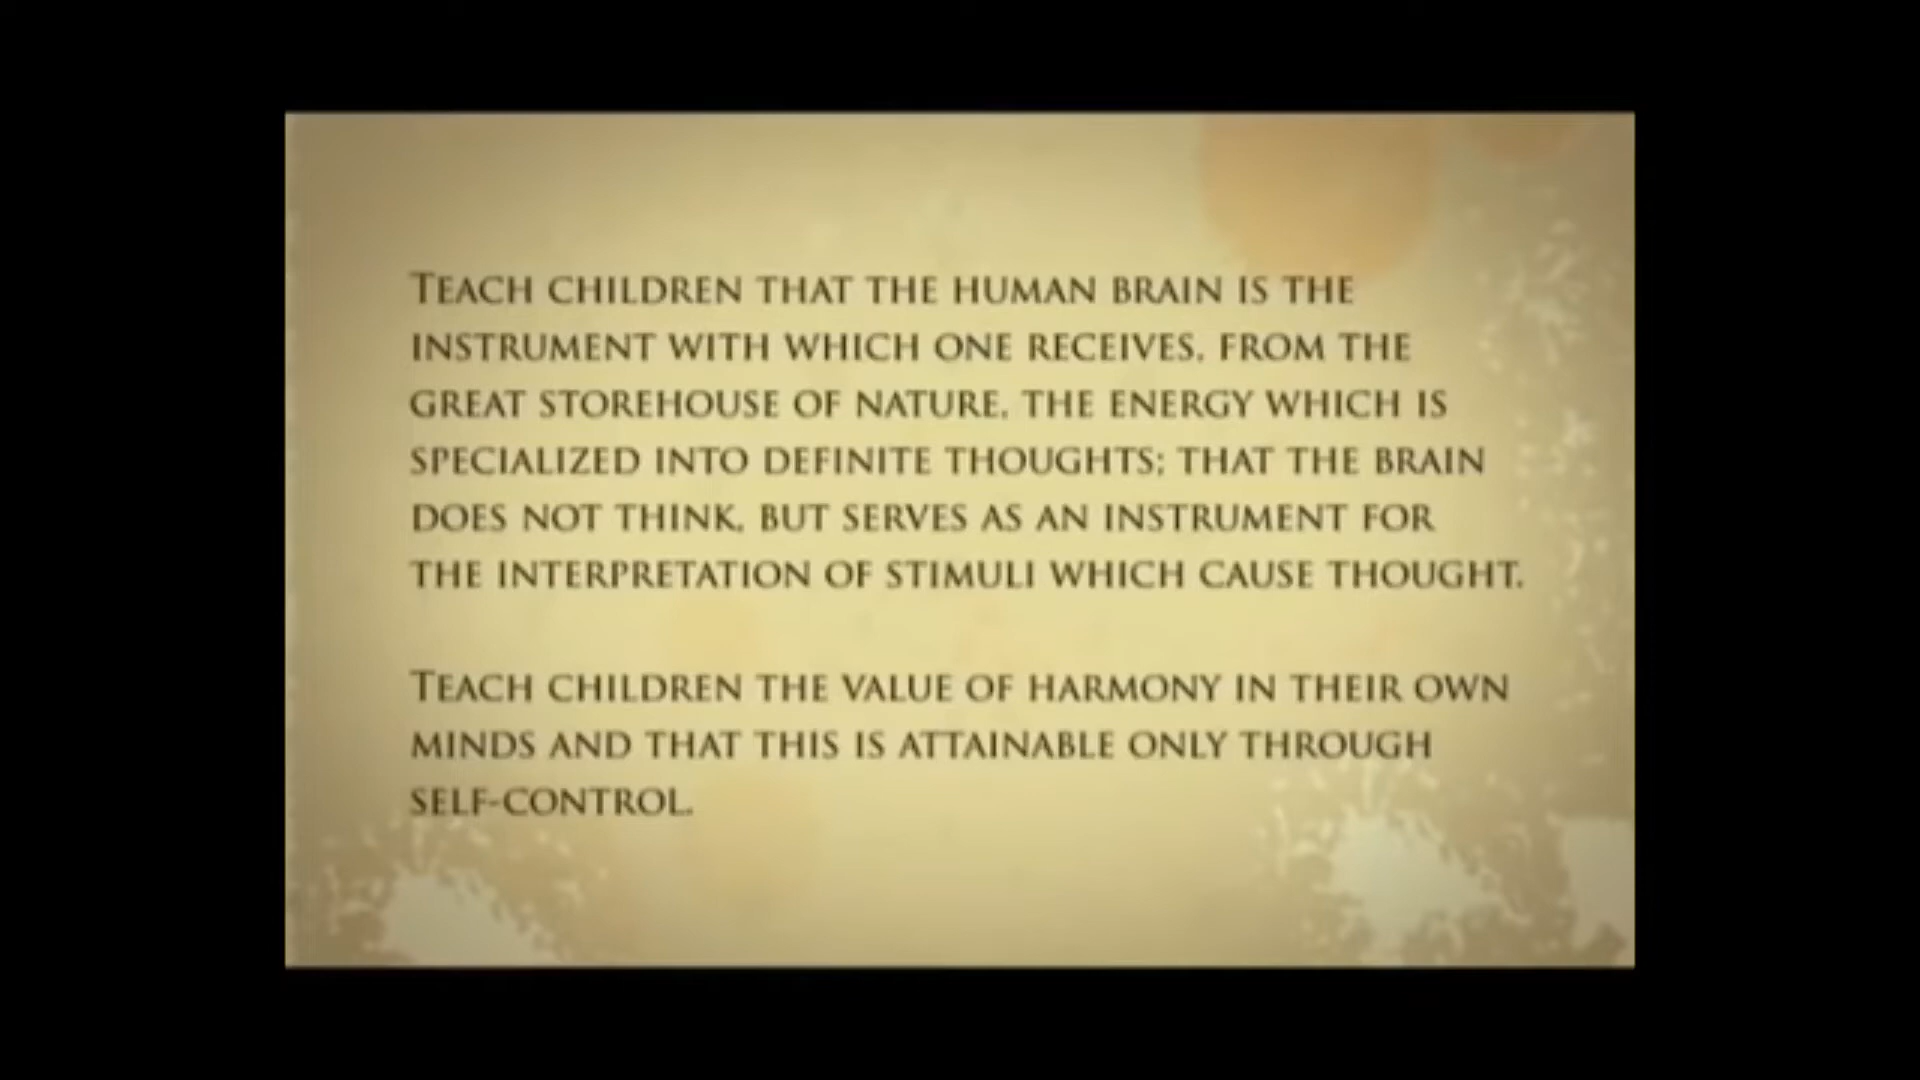 TEACH CHILDREN THAT THE HUMAN BRAIN IS THE
INSTRUMENT WITH WHICH ONE RECEIVES, FROM THE
GREAT STOREHOUSE OF NATURE, THE ENERGY WHICH IS
SPECIALIZED INTO DEFINITE THOUGHTS; THAT THE BRAIN
DOES NOT THINK, BUT SERVES AS AN INSTRUMENT FOR
THE INTERPRETATION OF STIMULI WHICH CAUSE THOUGHT.
TEACH CHILDREN THE VALUE OF HARMONY IN THEIR OWN
MINDS AND THAT THIS IS ATTAINABLE ONLY THROUGH
SELF-CONTROL.